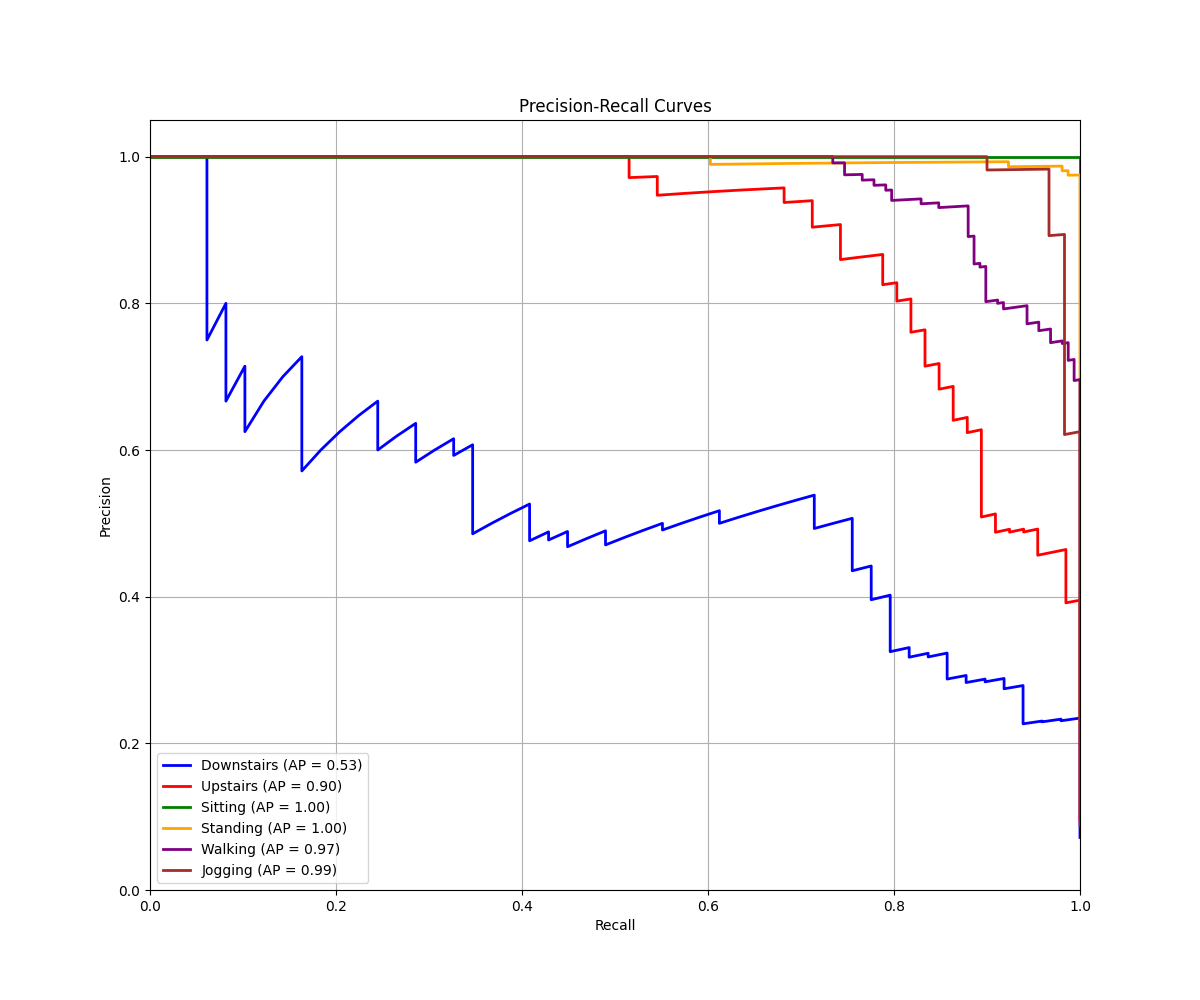 Precision-Recall Curves
1.0
0.8
0.6
0.4
0.2
0.0
Precision
Downstairs (AP = 0.53)
Upstairs (AP = 0.90)
Sitting (AP = 1.00)
Standing (AP = 1.00)
Walking (AP = 0.97)
Jogging (AP = 0.99)
0.0 0.2 0.4 0.6 0.8 1.0
Recall